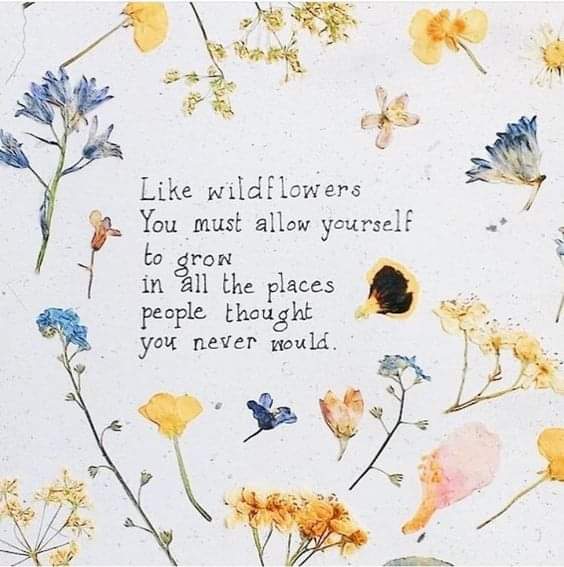 Like wildflowers
You must allow yourself
to grow
in all the places
people thought
you never would.